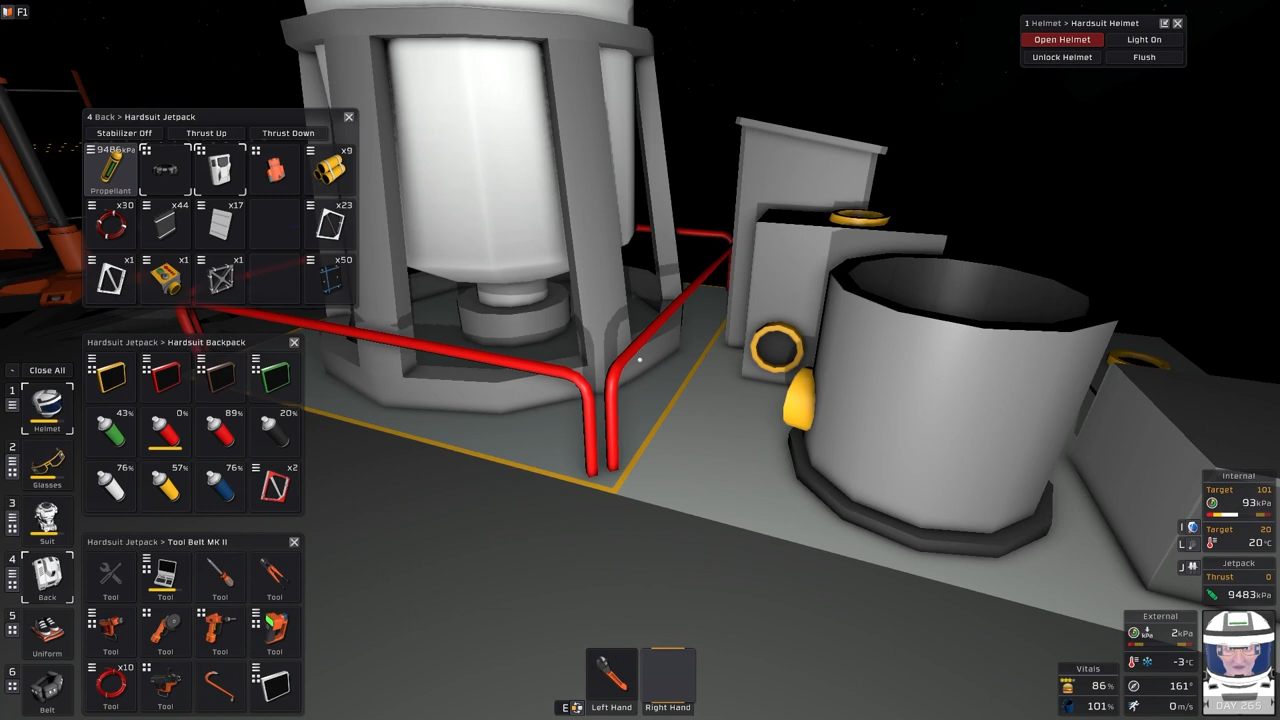 F1
1 Helmet > Hardsuit Helmet
Open Helmet
Light On
Unlock Helmet
Flush
4 Back > Hardsuit Jetpack
Stabilizer Off
Thrust Up
Thrust Down
9486kPa
Propellant
x9
x30
x44
x17
x23
x1
x1
x1
x50
Hardsuit Jetpack > Hardsuit Backpack
43%
0%
89%
20%
76%
57%
76%
x2
Hardsuit Jetpack > Tool Belt MK II
Tool
Tool
Tool
Tool
Tool
Tool
Tool
Tool
x10
Tool
Tool
Tool
Tool
~
Close All
1
Helmet
2
Glasses
3
Suit
4
Back
5
Uniform
6
Belt
E
Left Hand
Right Hand
Internal
Target 101
93kPa
Target 20
20°C
I
L
J
Jetpack
Thrust 0
9483kPa
External
kPa
2kPa
-3°C
161°
0m/s
Vitals
86%
101%
DAY 265